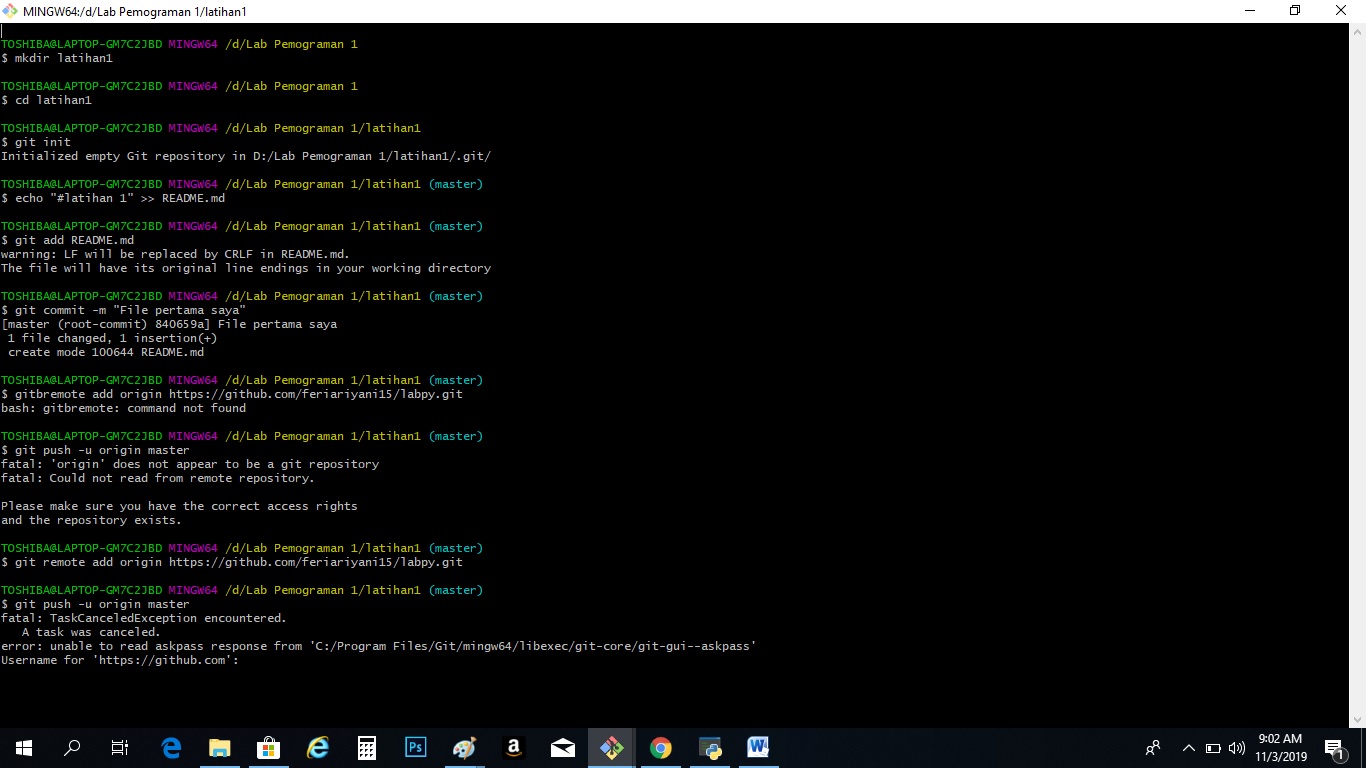 MINGW64:/d/Lab Pemograman 1/latihan1
TOSHIBA@LAPTOP-GM7C2JBD MINGW64 /d/Lab Pemograman 1
$ mkdir latihan1
TOSHIBA@LAPTOP-GM7C2JBD MINGW64 /d/Lab Pemograman 1
$ cd latihan1
TOSHIBA@LAPTOP-GM7C2JBD MINGW64 /d/Lab Pemograman 1/latihan1
$ git init
Initialized empty Git repository in D:/Lab Pemograman 1/latihan1/.git/
TOSHIBA@LAPTOP-GM7C2JBD MINGW64 /d/Lab Pemograman 1/latihan1 (master)
$ echo "#latihan 1" >> README.md
TOSHIBA@LAPTOP-GM7C2JBD MINGW64 /d/Lab Pemograman 1/latihan1 (master)
$ git add README.md
warning: LF will be replaced by CRLF in README.md.
The file will have its original line endings in your working directory
TOSHIBA@LAPTOP-GM7C2JBD MINGW64 /d/Lab Pemograman 1/latihan1 (master)
$ git commit -m "File pertama saya"
[master (root-commit) 840659a] File pertama saya
1 file changed, 1 insertion(+)
create mode 100644 README.md
TOSHIBA@LAPTOP-GM7C2JBD MINGW64 /d/Lab Pemograman 1/latihan1 (master)
$ gitbremote add origin https://github.com/feriariyani15/labpy.git
bash: gitbremote: command not found
TOSHIBA@LAPTOP-GM7C2JBD MINGW64 /d/Lab Pemograman 1/latihan1 (master)
$ git push -u origin master
fatal: 'origin' does not appear to be a git repository
fatal: Could not read from remote repository.
Please make sure you have the correct access rights
and the repository exists.
TOSHIBA@LAPTOP-GM7C2JBD MINGW64 /d/Lab Pemograman 1/latihan1 (master)
$ git remote add origin https://github.com/feriariyani15/labpy.git
TOSHIBA@LAPTOP-GM7C2JBD MINGW64 /d/Lab Pemograman 1/latihan1 (master)
$ git push -u origin master
fatal: TaskCanceledException encountered.
A task was canceled.
error: unable to read askpass response from 'C:/Program Files/Git/mingw64/libexec/git-core/git-gui--askpass'
Username for 'https://github.com':
Ps
9:02 AM
11/3/2019
1